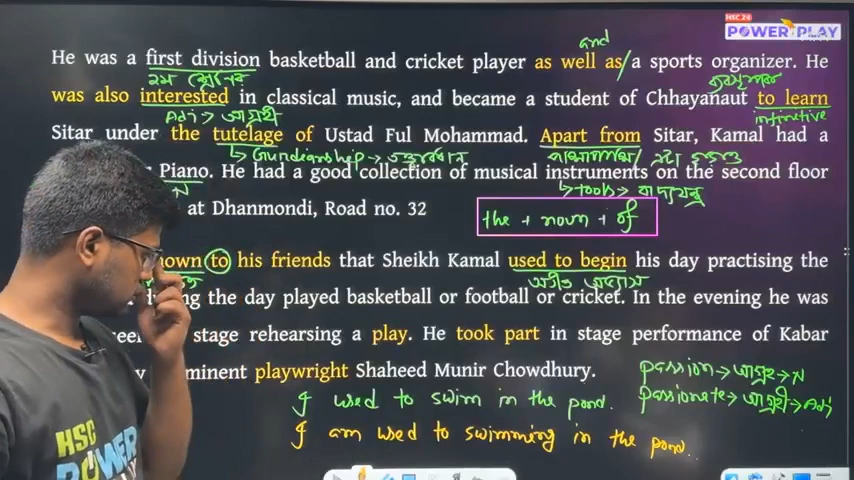 HSC.24
POWER PLAY
and
He was a first division basketball and cricket player as well as/a sports organizer. He
২য় শ্রেণির
was also interested in classical music, and became a student of Chhayanaut to learn
Adj → আগ্রহী
infinitive
Sitar under the tutelage of Ustad Ful Mohammad. Apart from Sitar, Kamal had a
↳ Guardianship → তত্ত্বাবধান
Piano. He had a good collection of musical instruments on the second floor
N
↳ tools → বাদ্যযন্ত্র
at Dhanmondi, Road no. 32
the + noun + of
own to his friends that Sheikh Kamal used to begin his day practising the
অতীত অভ্যাস
the day played basketball or football or cricket. In the evening he was
stage rehearsing a play. He took part in stage performance of Kabar
minent playwright Shaheed Munir Chowdhury.
passion → আগ্রহ → N
I used to swim in the pond.
passionate → আগ্রহী → Adj
I am used to swimming in the pond.
HSC
POWER